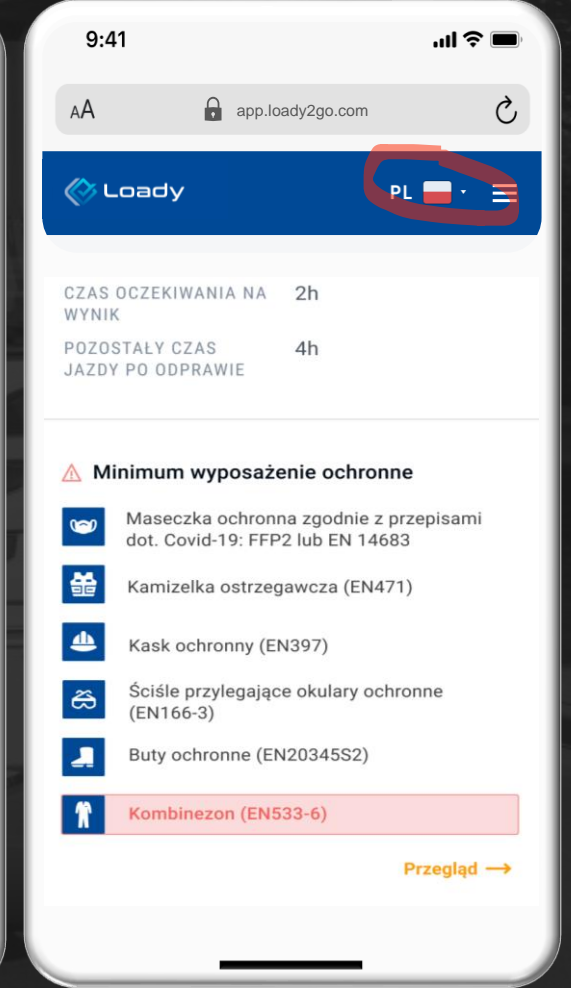 9:41
AA app.loady2go.com
Loady PL
CZAS OCZEKIWANIA NA 2h
WYNIK
POZOSTAŁY CZAS 4h
JAZDY PO ODPRAWIE
Minimum wyposażenie ochronne
Maseczka ochronna zgodnie z przepisami
dot. Covid-19: FFP2 lub EN 14683
Kamizelka ostrzegawcza (EN471)
Kask ochronny (EN397)
Ściśle przylegające okulary ochronne
(EN166-3)
Buty ochronne (EN20345S2)
Kombinezon (EN533-6)
Przegląd →